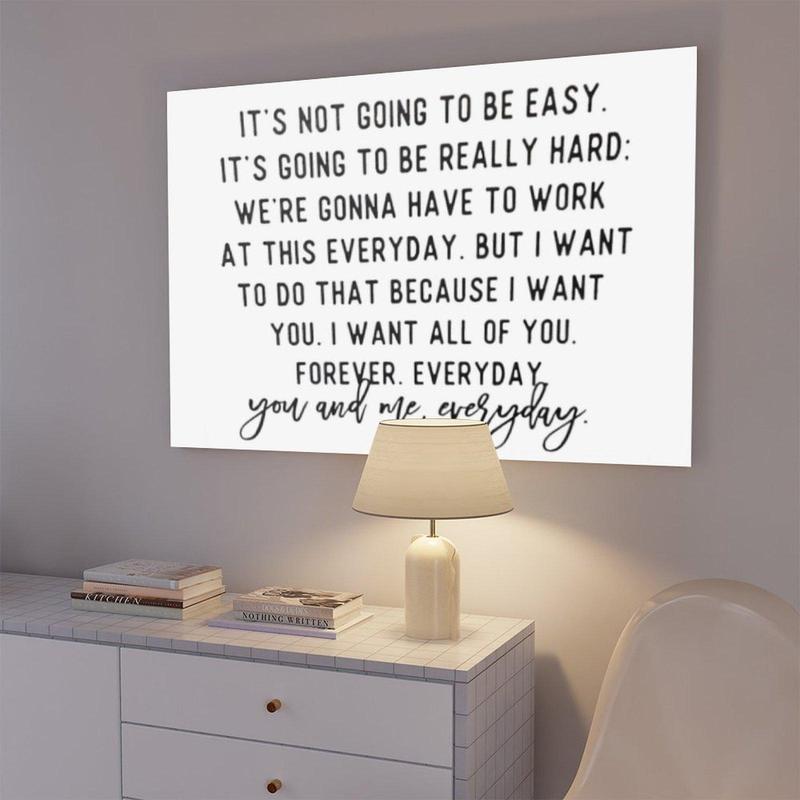 IT'S NOT GOING TO BE EASY.
IT'S GOING TO BE REALLY HARD;
WE'RE GONNA HAVE TO WORK
AT THIS EVERYDAY. BUT I WANT
TO DO THAT BECAUSE I WANT
YOU. I WANT ALL OF YOU.
FOREVER. EVERYDAY.
you and me. everyday.
KITCHEN
NOTHING WRITTEN